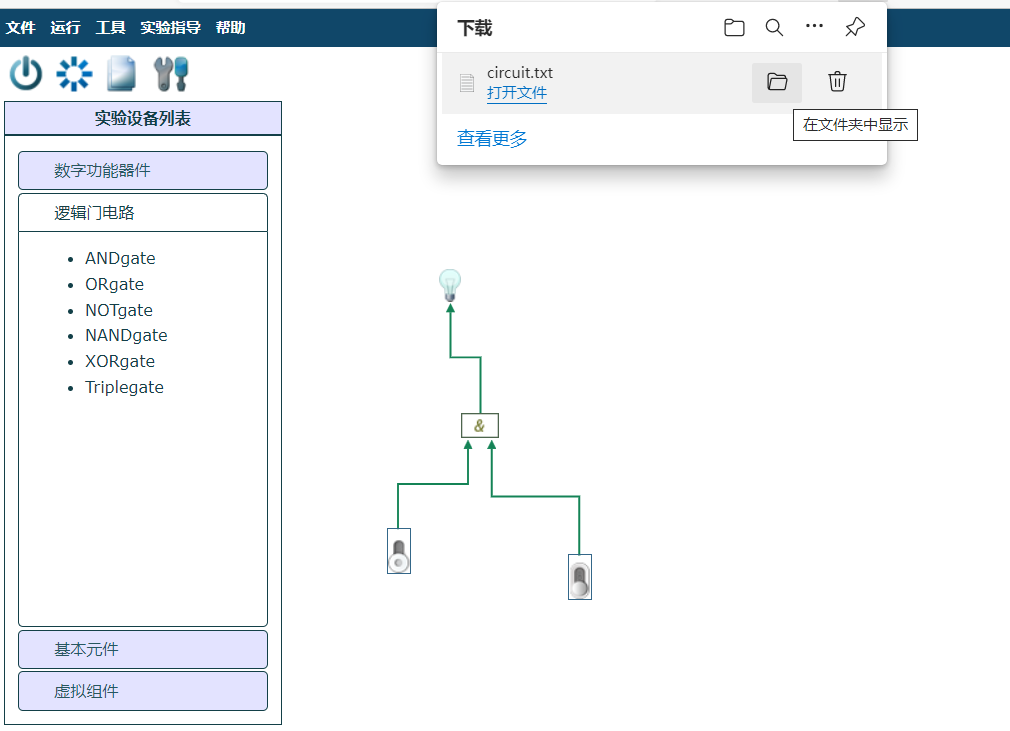 文件 运行 工具 实验指导 帮助
下载
circuit.txt
打开文件
查看更多
在文件夹中显示
实验设备列表
数字功能器件
逻辑门电路
ANDgate
ORgate
NOTgate
NANDgate
XORgate
Triplegate
基本元件
虚拟组件
&